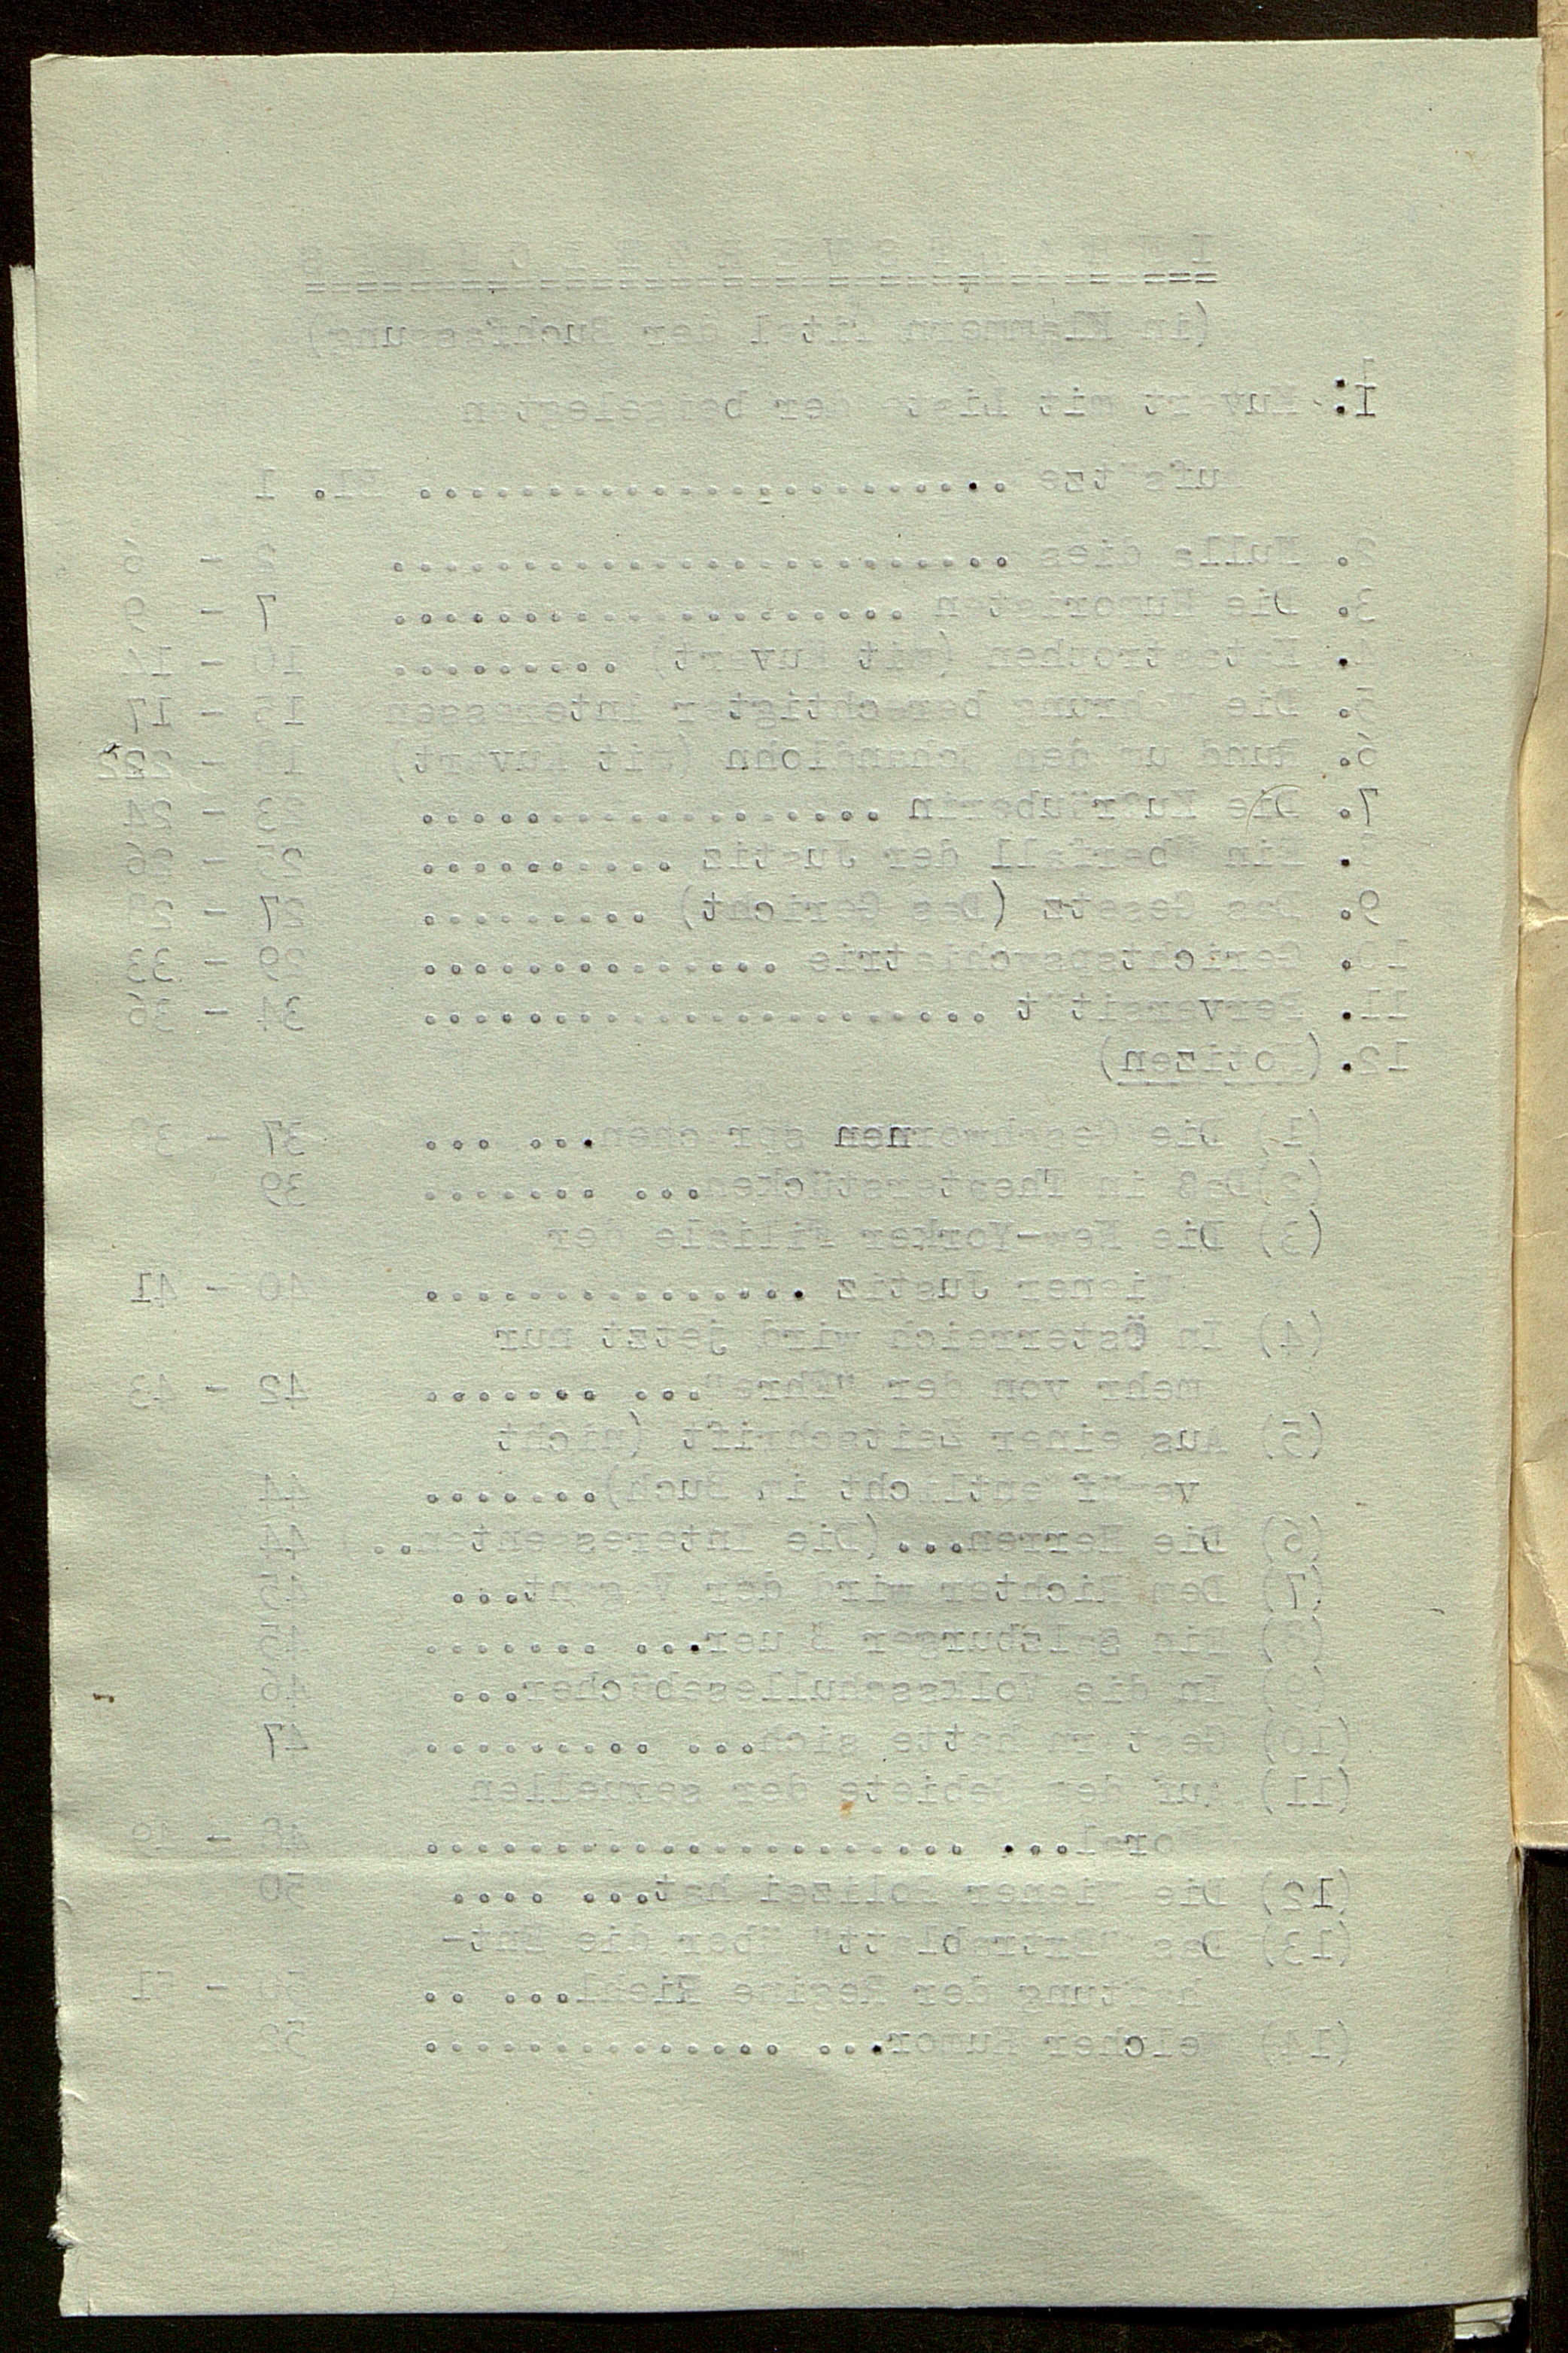 I N H A L T S V E R Z E I C H N I S
(in Klammern Titel der Buchfassung)
1. Kuvert mit Liste der beigelegten
Aufsätze ....................... Bl. 1
2. Nulla dies ........................ 2 - 6
3. Die Humoristen .................... 7 - 9
4. Katastrophen (mit Kuvert) ......... 10 - 14
5. Die Wahrung berechtigter Interessen 15 - 17
6. Rund um den Schandlohn (mit Kuvert) 18 - 22
7. Die Kußräuberin .................. 23 - 24
8. Ein Überfall der Justiz .......... 25 - 26
9. Das Gesetz (Das Gericht) ......... 27 - 28
10. Gerichtspsychiatrie .............. 29 - 33
11. Perversität ...................... 34 - 36
12. (Notizen)
(1) Die Geschwornen sprechen... ... 37 - 38
(2) Daß in Theaterstücken... ....... 39
(3) Die New-Yorker Filiale der
Wiener Justiz ............... 40 - 41
(4) In Österreich wird jetzt nur
mehr von der "Ehre"... ....... 42 - 43
(5) Aus einer Zeitschrift (nicht
veröffentlicht im Buch)....... 44
(6) Die Herren...(Die Interessenten..) 44
(7) Dem Richter wird der Vagant... 45
(8) Ein Salzburger Bauer... ....... 45
(9) In die Volksschullesebücher... 46
(10) Gestern hatte sich... ......... 47
(11) Auf dem Gebiete der sexuellen
Moral... ..................... 48 - 49
(12) Die Wiener Polizei hat... .... 50
(13) Das "Extrablatt" über die Ent-
haftung der Regine Riehl... .. 50 - 51
(14) Welcher Humor... .............. 52